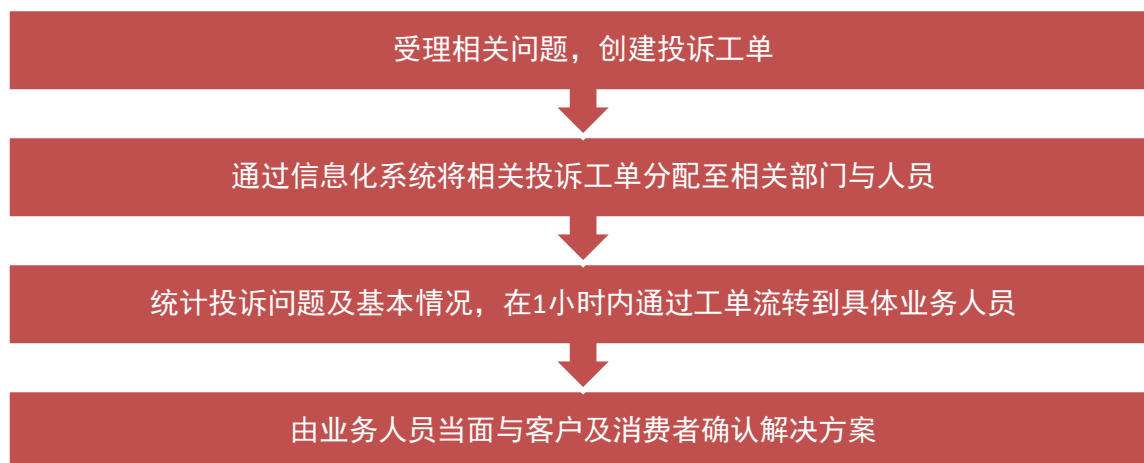 受理相关问题，创建投诉工单
通过信息化系统将相关投诉工单分配至相关部门与人员
统计投诉问题及基本情况，在1小时内通过工单流转到具体业务人员
由业务人员当面与客户及消费者确认解决方案